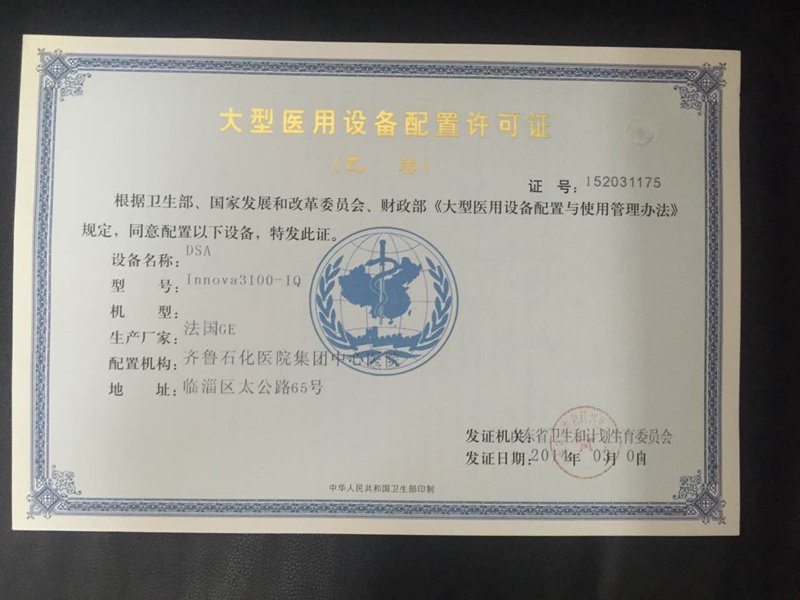 大型医用设备配置许可证
（乙 类）
证 号：152031175
根据卫生部、国家发展和改革委员会、财政部《大型医用设备配置与使用管理办法》
规定，同意配置以下设备，特发此证。
设备名称：DSA
型 号：Innova3100-IQ
机 型：
生产厂家：法国GE
配置机构：齐鲁石化医院集团中心医院
地 址：临淄区太公路65号
发证机关：山东省卫生和计划生育委员会
发证日期：2014年 03月 日
中华人民共和国卫生部印制